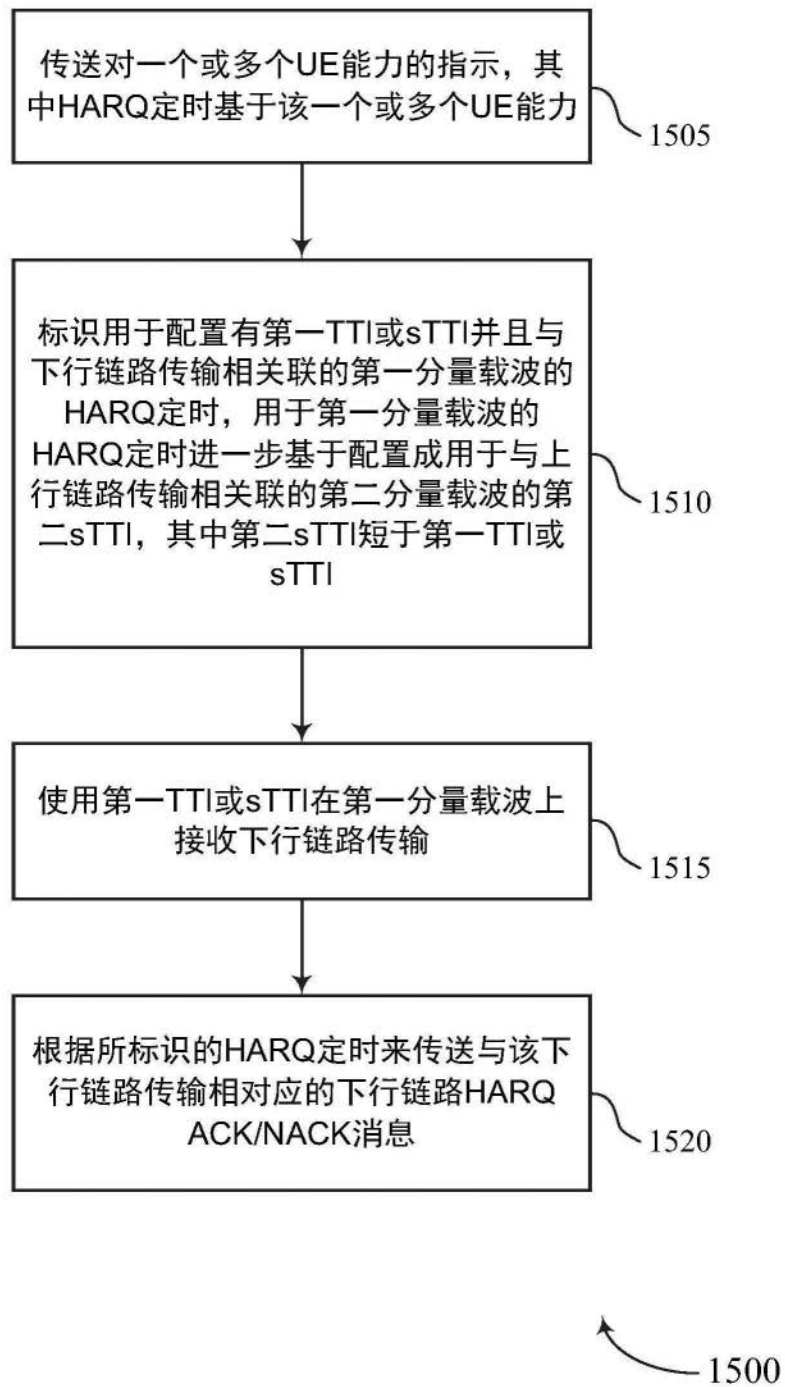 传送对一个或多个UE能力的指示，其
中HARQ定时基于该一个或多个UE能力
1505
标识用于配置有第一TTI或sTTI并且与
下行链路传输相关联的第一分量载波的
HARQ定时，用于第一分量载波的
HARQ定时进一步基于配置成用于与上
行链路传输相关联的第二分量载波的第
二sTTI，其中第二sTTI短于第一TTI或
sTTI
1510
使用第一TTI或sTTI在第一分量载波上
接收下行链路传输
1515
根据所标识的HARQ定时来传送与该下
行链路传输相对应的下行链路HARQ
ACK/NACK消息
1520
1500